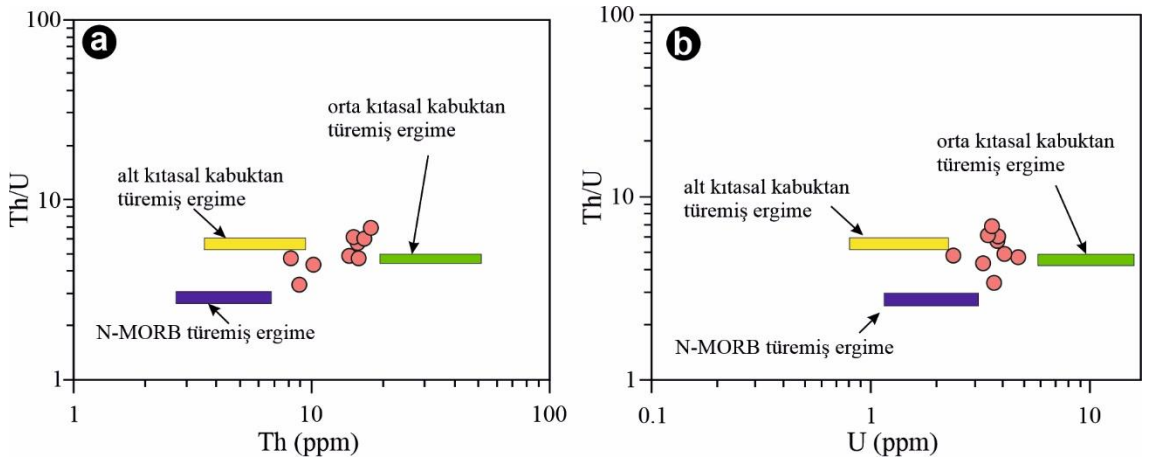 a
100
10
1
Th/U
orta kıtasal kabuktan
türemiş ergime
alt kıtasal kabuktan
türemiş ergime
N-MORB türemiş ergime
1
10
100
Th (ppm)
b
100
10
1
Th/U
orta kıtasal kabuktan
türemiş ergime
alt kıtasal kabuktan
türemiş ergime
N-MORB türemiş ergime
0.1
1
10
U (ppm)